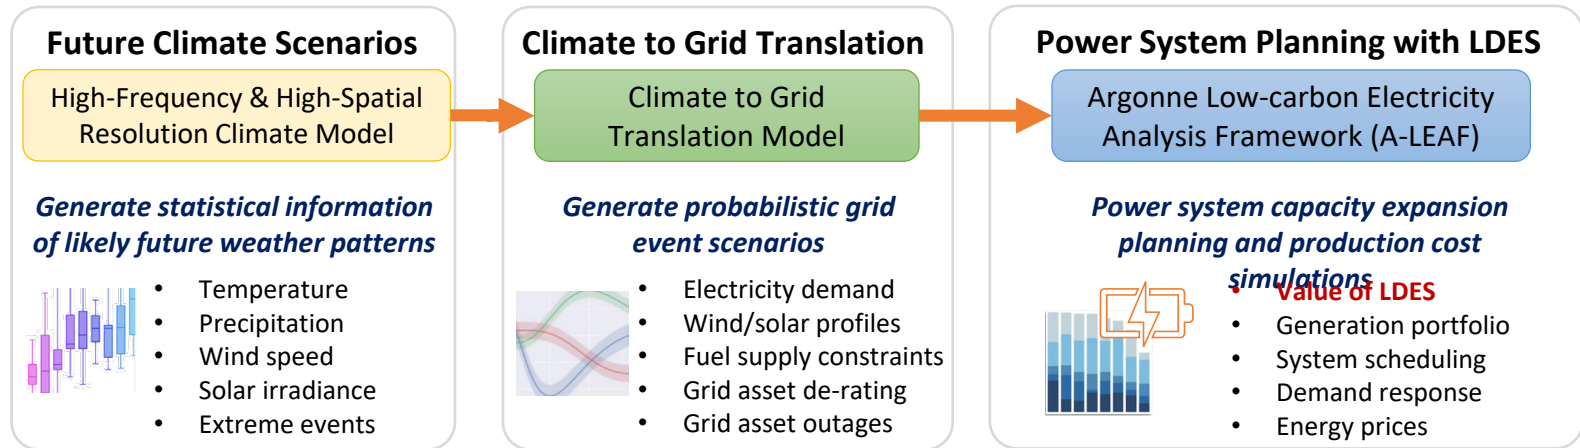 Future Climate Scenarios
High-Frequency & High-Spatial
Resolution Climate Model
Generate statistical information
of likely future weather patterns
• Temperature
• Precipitation
• Wind speed
• Solar irradiance
• Extreme events
Climate to Grid Translation
Climate to Grid
Translation Model
Generate probabilistic grid
event scenarios
• Electricity demand
• Wind/solar profiles
• Fuel supply constraints
• Grid asset de-rating
• Grid asset outages
Power System Planning with LDES
Argonne Low-carbon Electricity
Analysis Framework (A-LEAF)
Power system capacity expansion
planning and production cost
simulations
• Value of LDES
• Generation portfolio
• System scheduling
• Demand response
• Energy prices